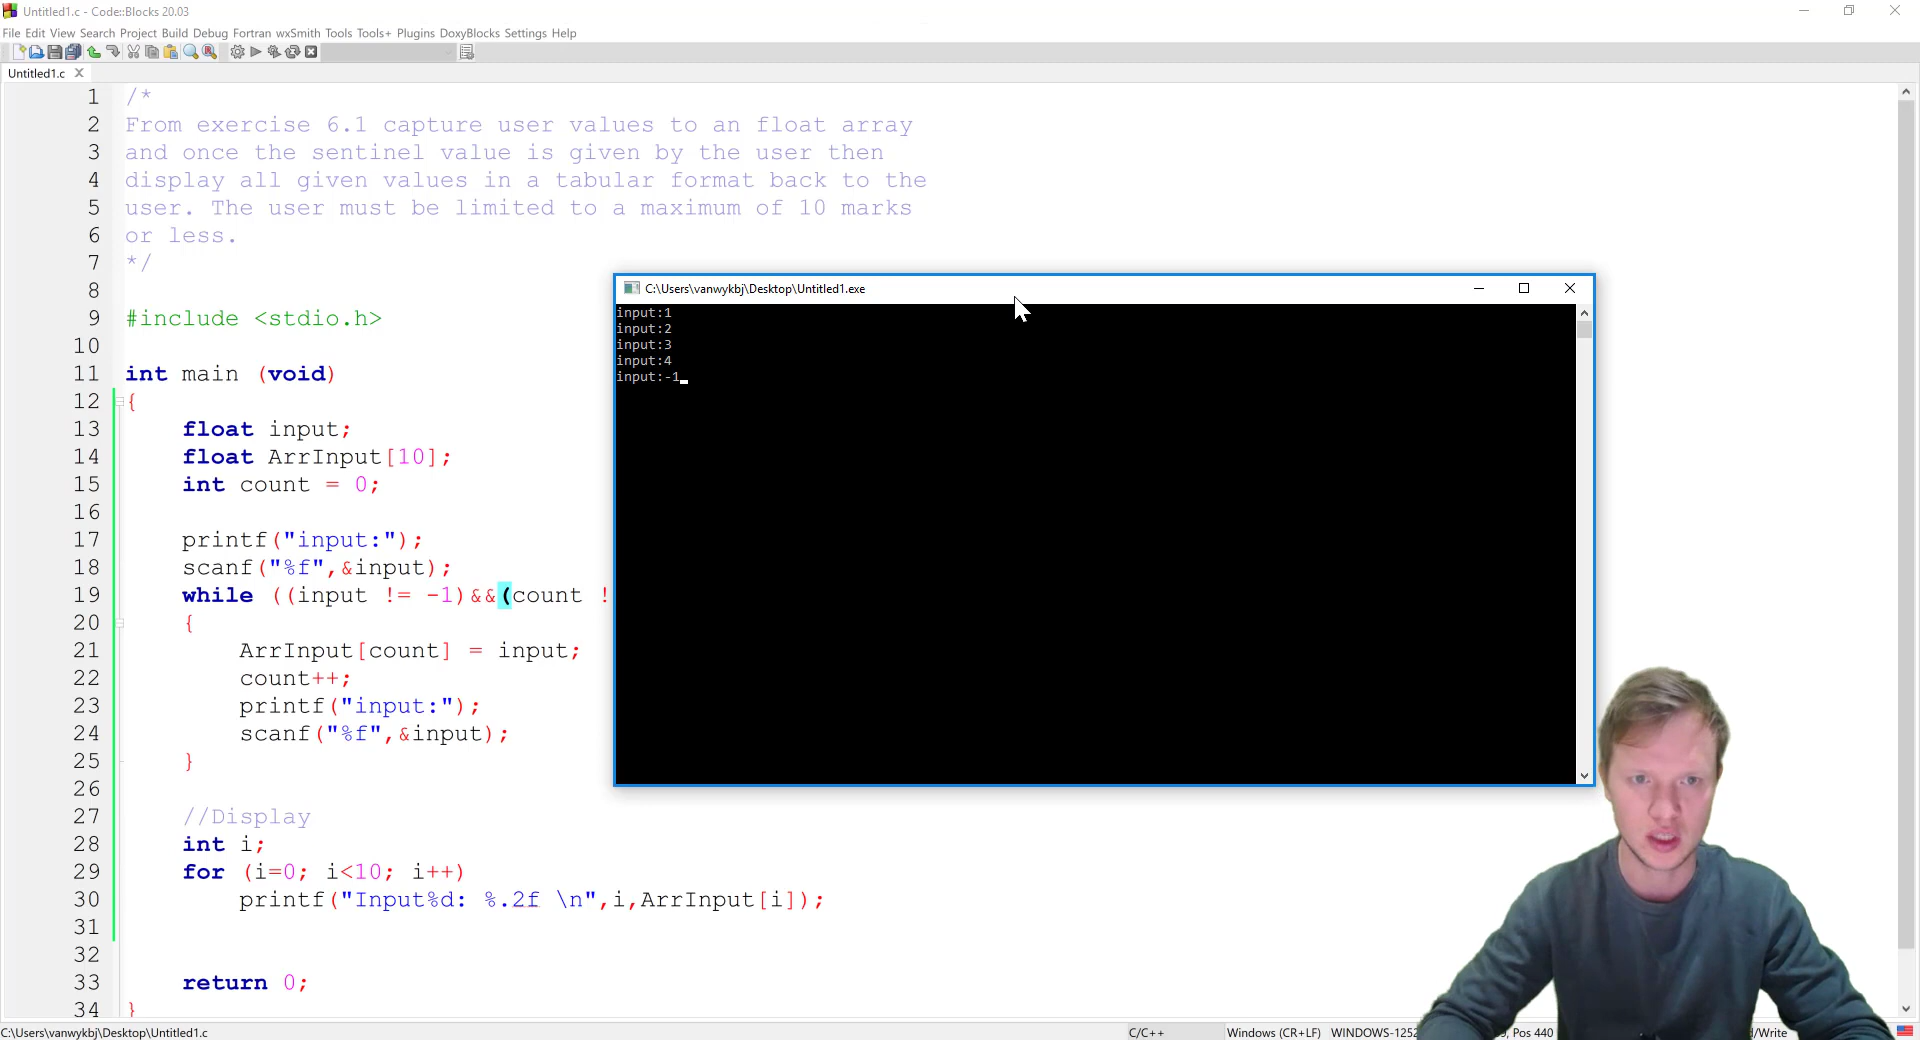 Untitled1.c - Code::Blocks 20.03
File Edit View Search Project Build Debug Fortran wxSmith Tools Tools+ Plugins DoxyBlocks Settings Help
Untitled1.c
1 /*
2 From exercise 6.1 capture user values to an float array
3 and once the sentinel value is given by the user then
4 display all given values in a tabular format back to the
5 user. The user must be limited to a maximum of 10 marks
6 or less.
7 */
8
9 #include <stdio.h>
10
11 int main (void)
12 {
13 float input;
14 float ArrInput[10];
15 int count = 0;
16
17 printf("input:");
18 scanf("%f",&input);
19 while ((input != -1)&&(count !
20 {
21 ArrInput[count] = input;
22 count++;
23 printf("input:");
24 scanf("%f",&input);
25 }
26
27 //Display
28 int i;
29 for (i=0; i<10; i++)
30 printf("Input%d: %.2f \n",i,ArrInput[i]);
31
32
33 return 0;
34 }
C:\Users\vanwykbj\Desktop\Untitled1.exe
input:1
input:2
input:3
input:4
input:-1
C:\Users\vanwykbj\Desktop\Untitled1.c C/C++ Windows (CR+LF) WINDOWS-1252 Pos 440 /Write